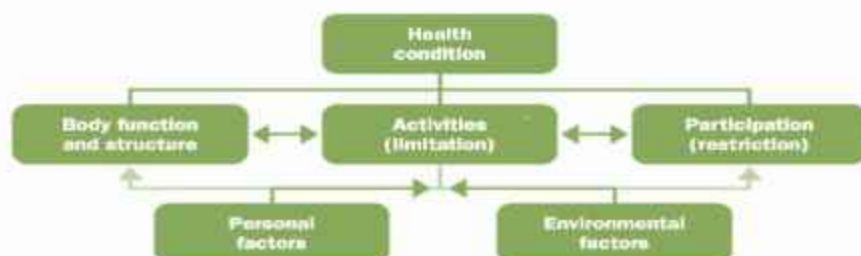 Health
condition
Body function
and structure
Activities
(limitation)
Participation
(restriction)
Personal
factors
Environmental
factors